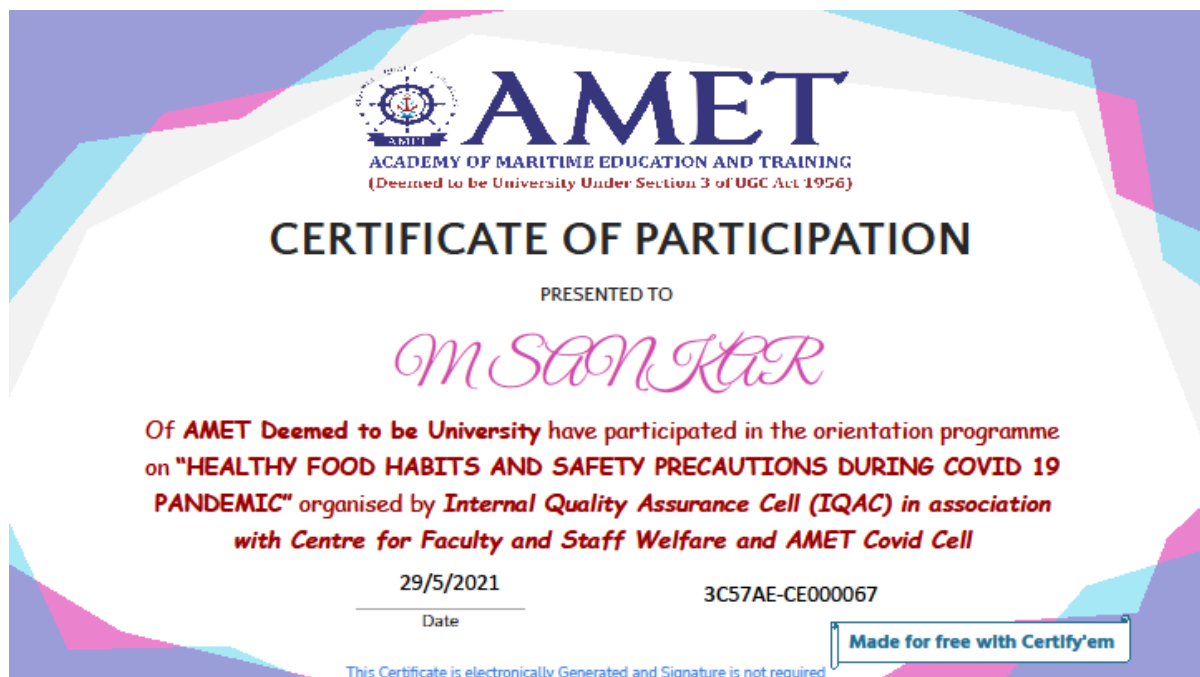 AMET
AMET
ACADEMY OF MARITIME EDUCATION AND TRAINING
(Deemed to be University Under Section 3 of UGC Act 1956)
CERTIFICATE OF PARTICIPATION
PRESENTED TO
M SANKAR
Of AMET Deemed to be University have participated in the orientation programme
on "HEALTHY FOOD HABITS AND SAFETY PRECAUTIONS DURING COVID 19
PANDEMIC" organised by Internal Quality Assurance Cell (IQAC) in association
with Centre for Faculty and Staff Welfare and AMET Covid Cell
29/5/2021
3C57AE-CE000067
Date
Made for free with Certify'em
This Certificate is electronically Generated and Signature is not required